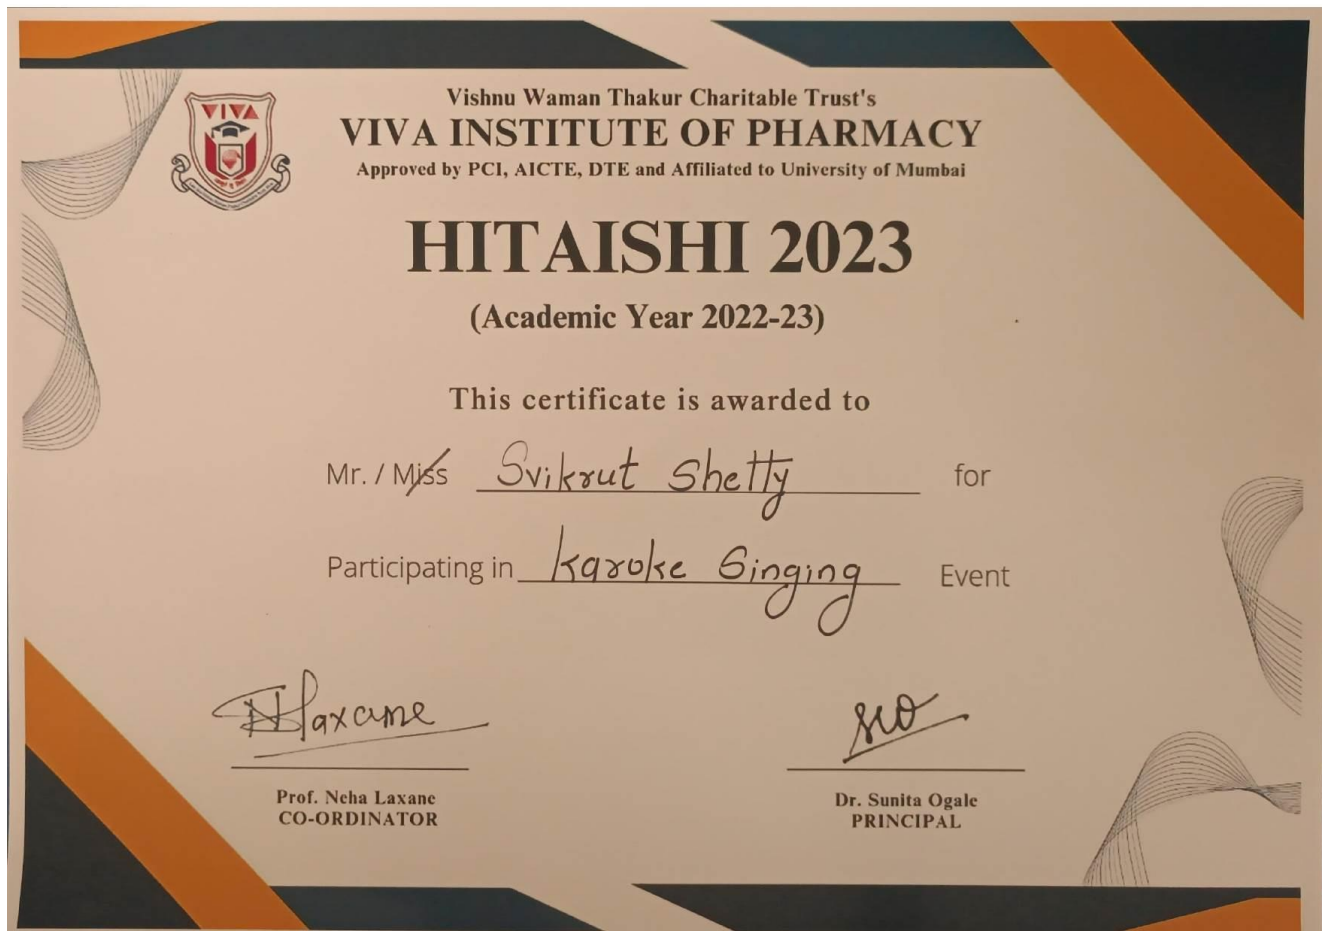 VIVA
Vishnu Waman Thakur Charitable Trust's
VIVA INSTITUTE OF PHARMACY
Approved by PCI, AICTE, DTE and Affiliated to University of Mumbai
HITAISHI 2023
(Academic Year 2022-23)
This certificate is awarded to
Mr. / Miss Svikrut Shetty for
Participating in Karoke Singing Event
NLaxane
Prof. Neha Laxane
CO-ORDINATOR
Dr. Sunita Ogale
PRINCIPAL